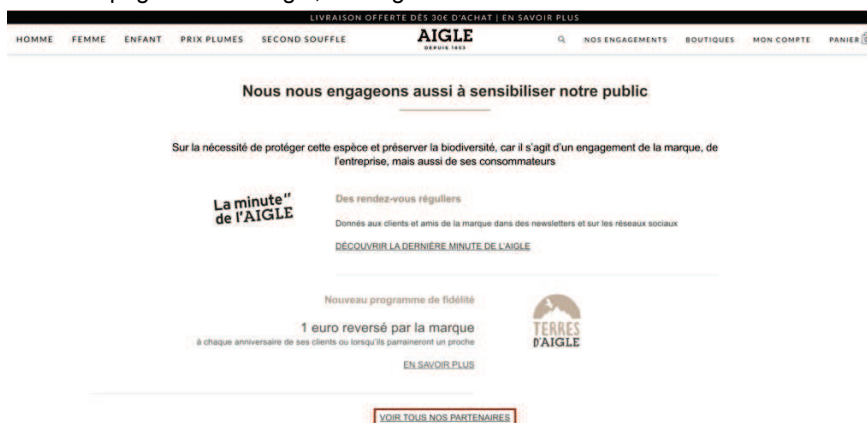 LIVRAISON OFFERTE DÈS 30€ D'ACHAT | EN SAVOIR PLUS
HOMME FEMME ENFANT PRIX PLUMES SECOND SOUFFLE AIGLE NOS ENGAGEMENTS BOUTIQUES MON COMPTE PANIER
DEPUIS 1853
Nous nous engageons aussi à sensibiliser notre public
Sur la nécessité de protéger cette espèce et préserver la biodiversité, car il s'agit d'un engagement de la marque, de
l'entreprise, mais aussi de ses consommateurs
La minute"
de l'AIGLE
Des rendez-vous réguliers
Donnés aux clients et amis de la marque dans des newsletters et sur les réseaux sociaux
DÉCOUVRIR LA DERNIÈRE MINUTE DE L'AIGLE
Nouveau programme de fidélité
1 euro reversé par la marque
à chaque anniversaire de ses clients ou lorsqu'ils parraineront un proche
EN SAVOIR PLUS
TERRES
D'AIGLE
VOIR TOUS NOS PARTENAIRES